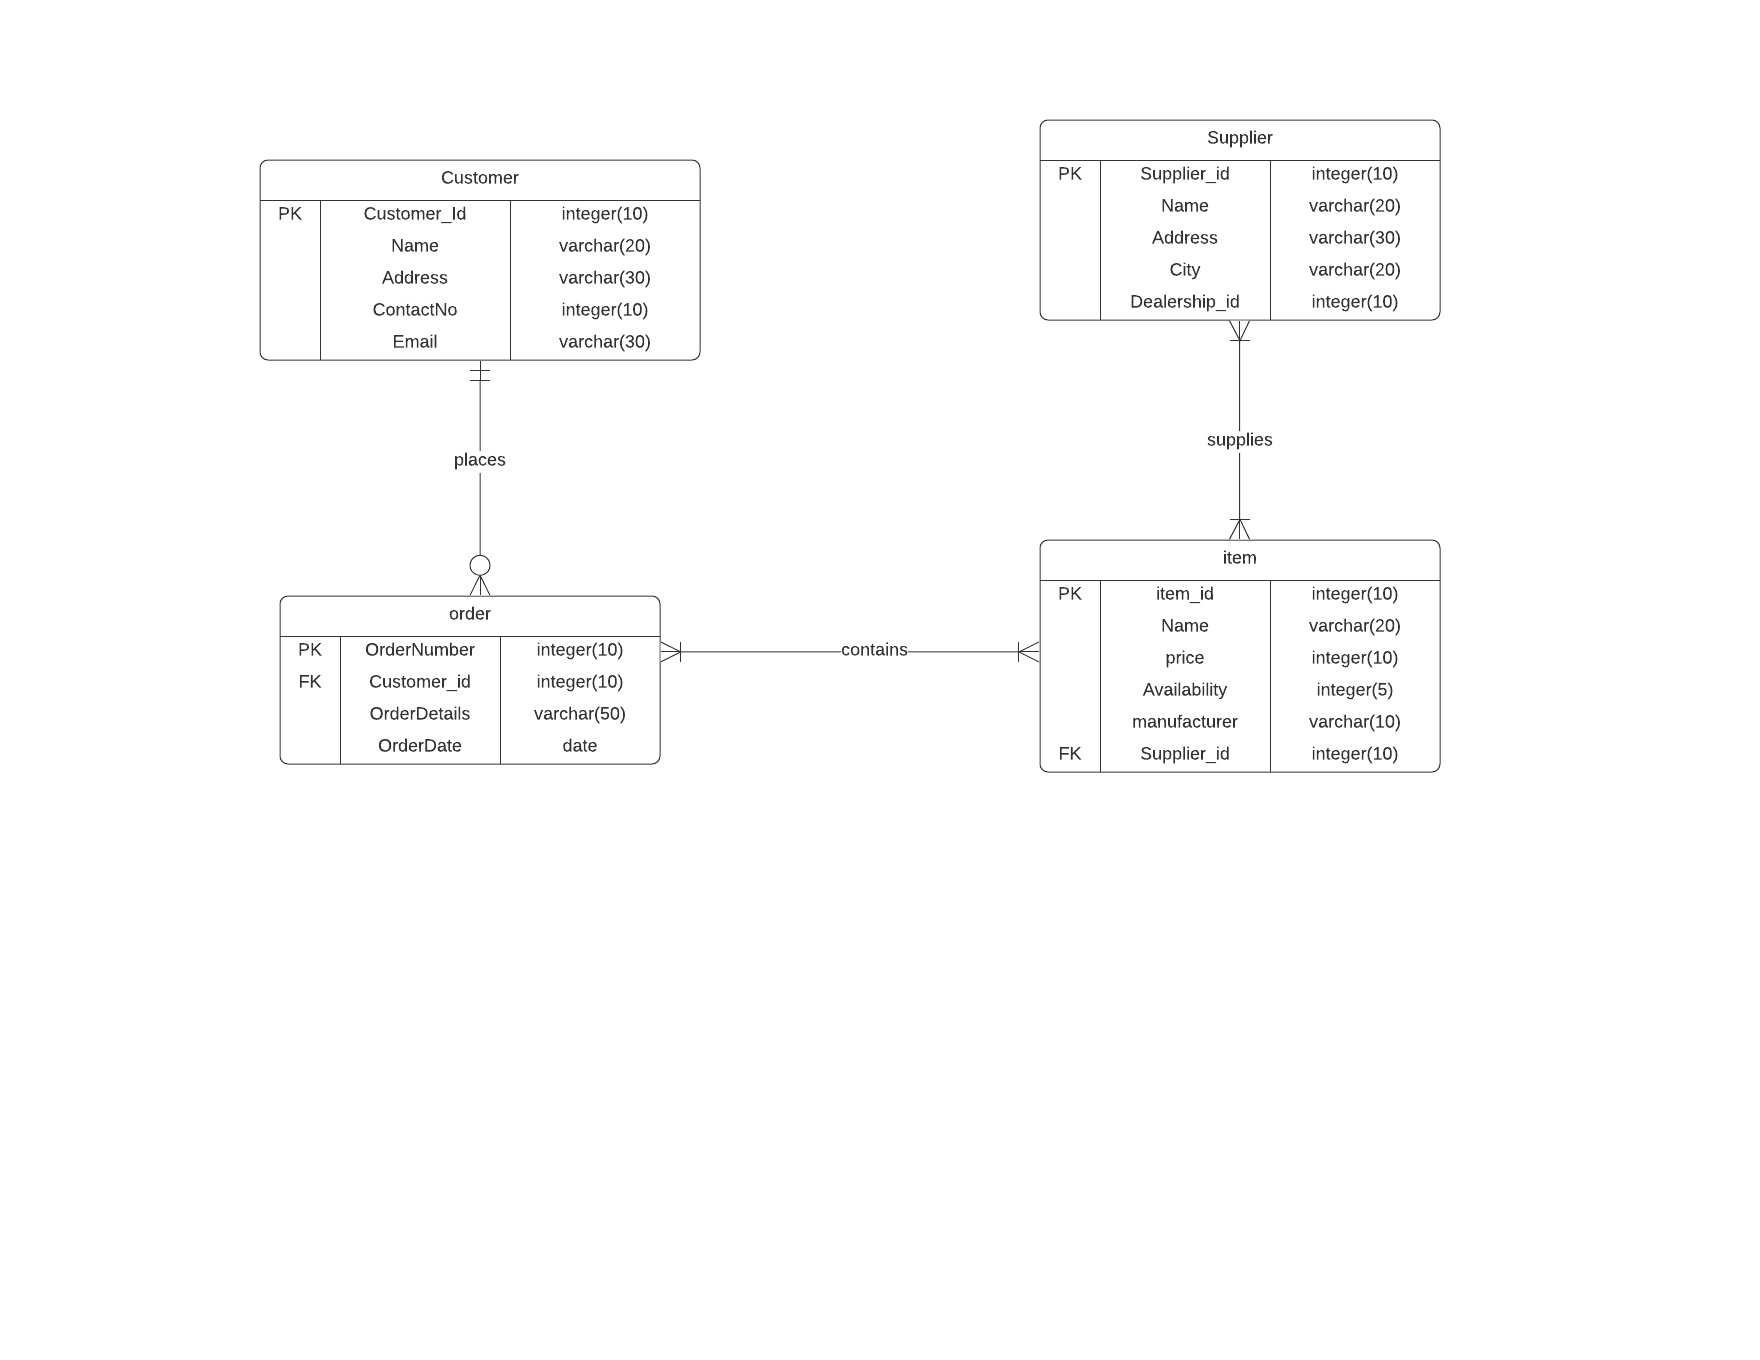 Customer
PK Customer_Id integer(10)
Name varchar(20)
Address varchar(30)
ContactNo integer(10)
Email varchar(30)
places
order
PK OrderNumber integer(10)
FK Customer_id integer(10)
OrderDetails varchar(50)
OrderDate date
contains
Supplier
PK Supplier_id integer(10)
Name varchar(20)
Address varchar(30)
City varchar(20)
Dealership_id integer(10)
supplies
item
PK item_id integer(10)
Name varchar(20)
price integer(10)
Availability integer(5)
manufacturer varchar(10)
FK Supplier_id integer(10)